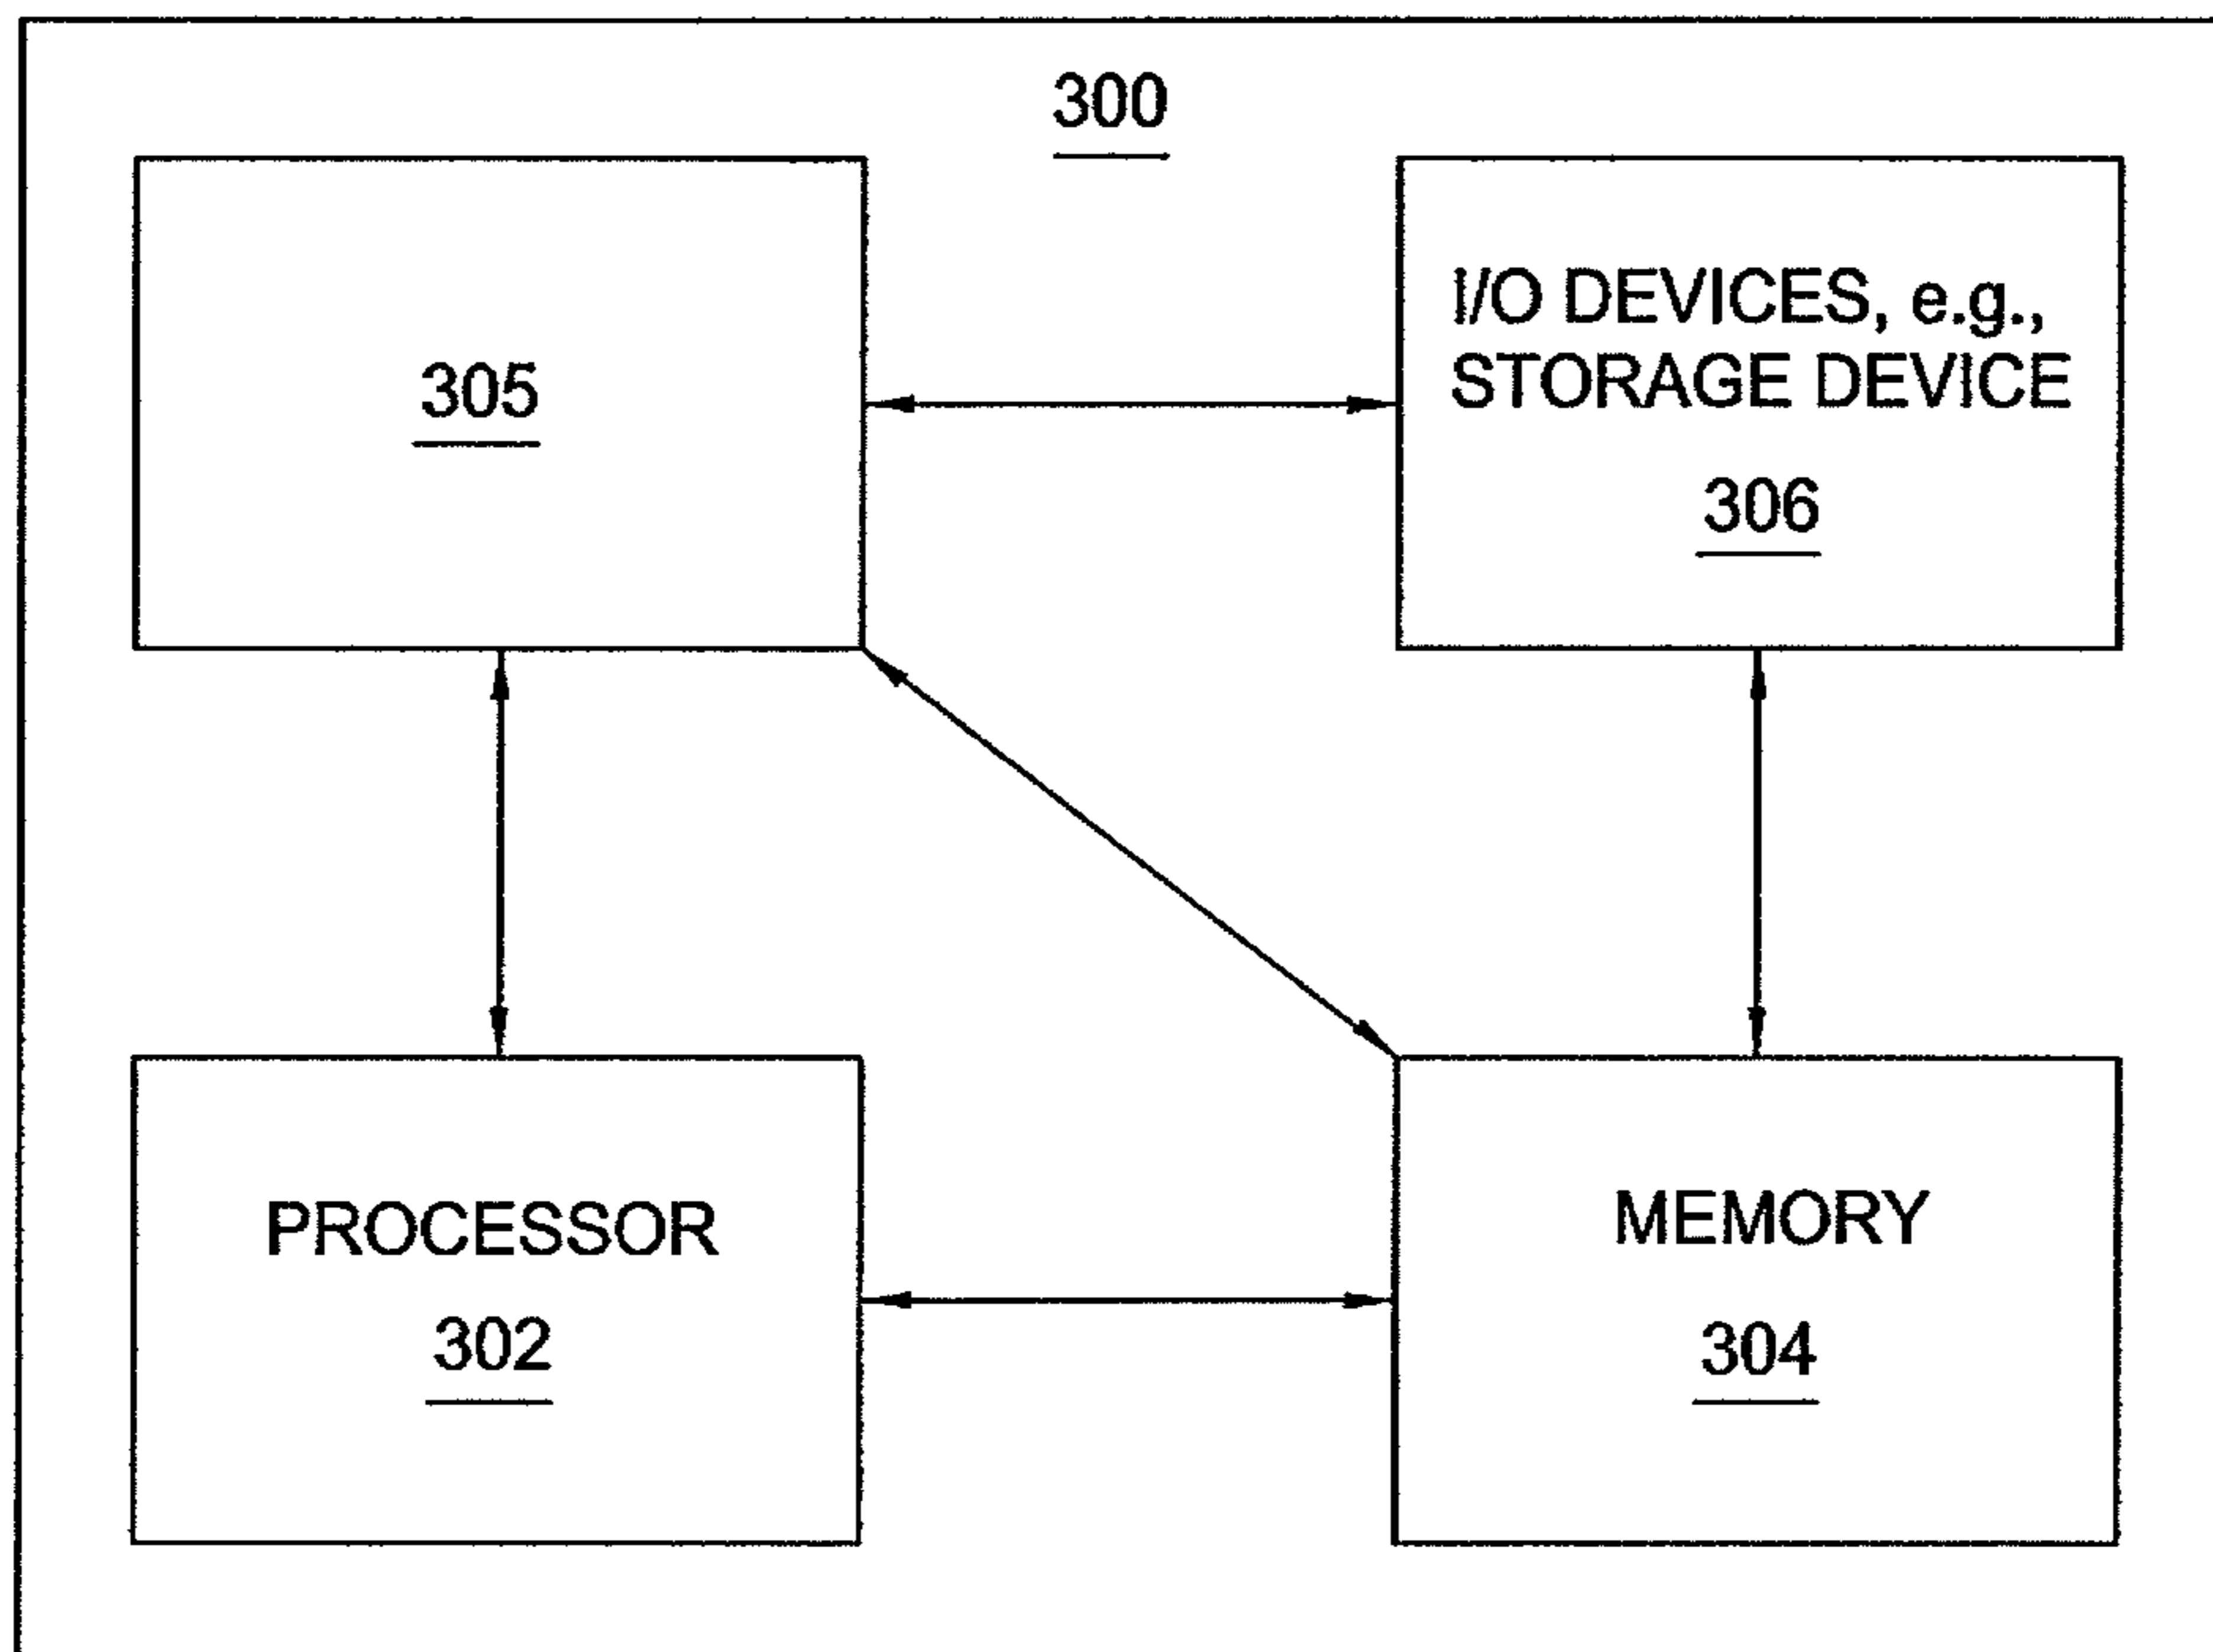 300
305
I/O DEVICES, e.g.,
STORAGE DEVICE
306
PROCESSOR
302
MEMORY
304